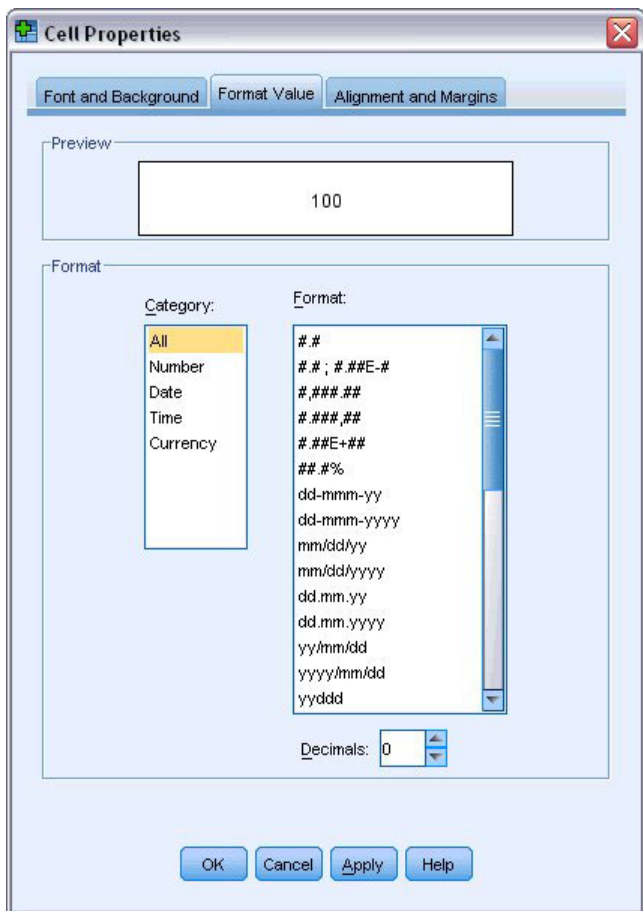 Cell Properties
Font and Background
Format Value
Alignment and Margins
Preview
100
Format
Category:
All
Number
Date
Time
Currency
Format:
#.#
#.# ; #.##E-#
#,###.##
#.###,##
#.##E+##
##.#%
dd-mmm-yy
dd-mmm-yyyy
mm/dd/yy
mm/dd/yyyy
dd.mm.yy
dd.mm.yyyy
yy/mm/dd
yyyy/mm/dd
yyddd
Decimals: 0
OK
Cancel
Apply
Help